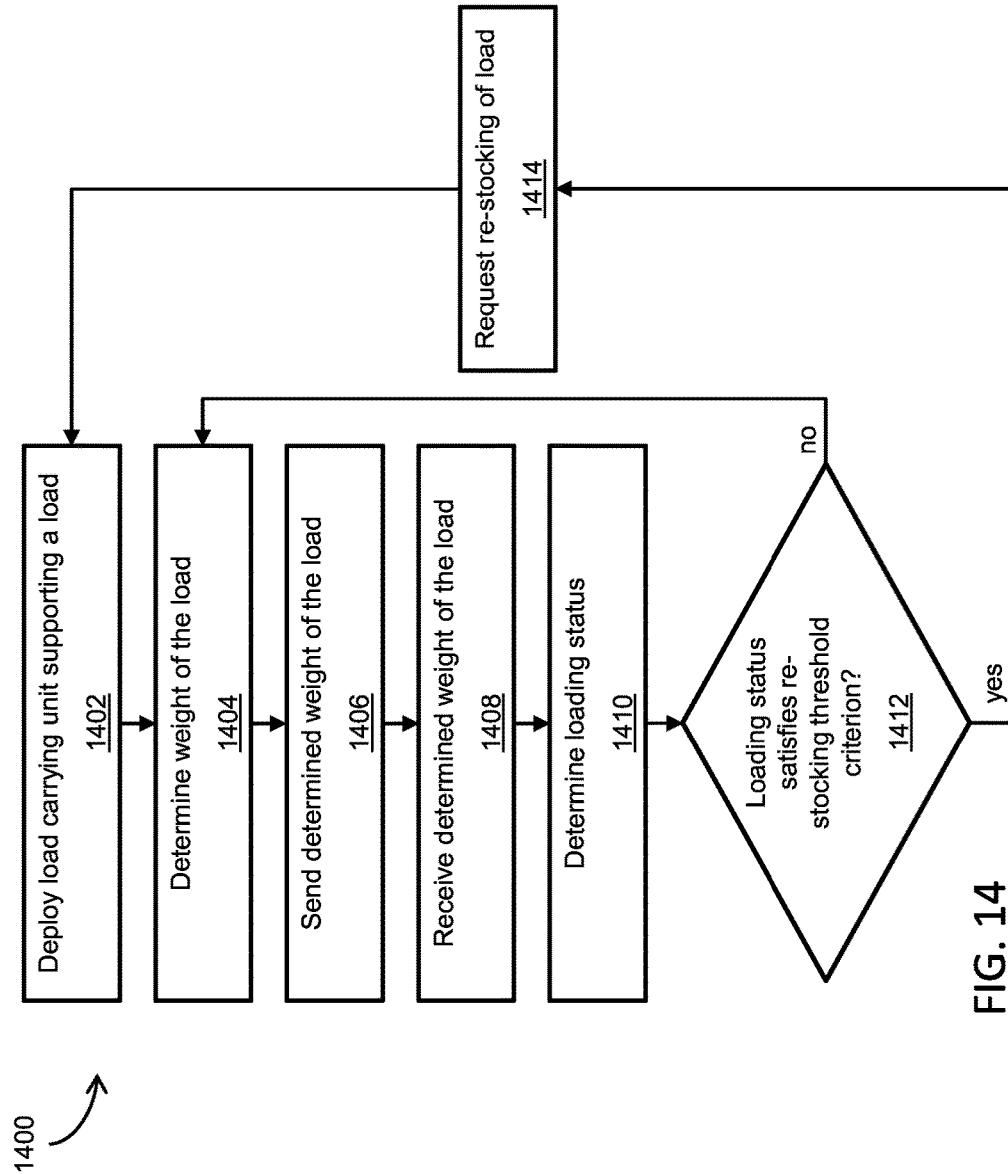 1400
Deploy load carrying unit supporting a load
1402
Determine weight of the load
1404
Send determined weight of the load
1406
Receive determined weight of the load
1408
Determine loading status
1410
Loading status
satisfies re-
stocking threshold
criterion?
1412
no
yes
Request re-stocking of load
1414
FIG. 14